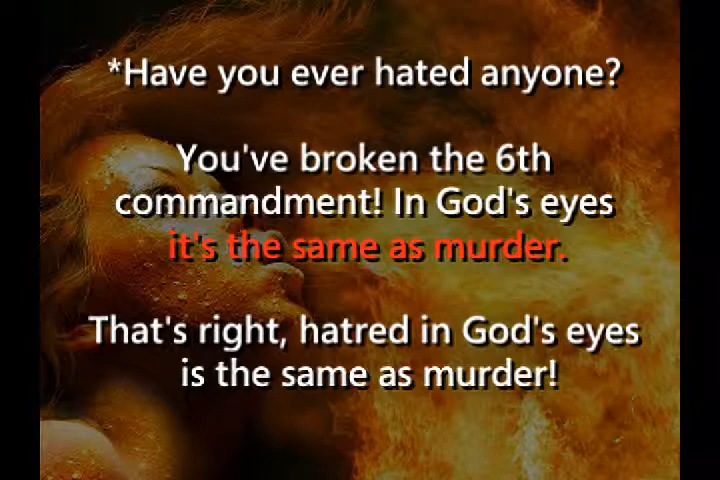 *Have you ever hated anyone?
You've broken the 6th
commandment! In God's eyes
it's the same as murder.
That's right, hatred in God's eyes
is the same as murder!